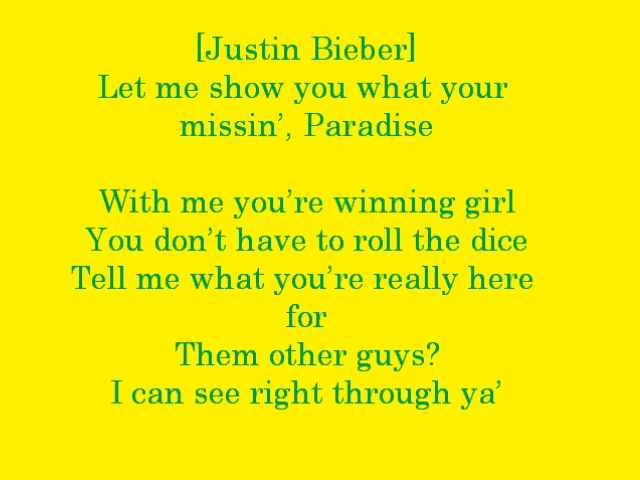 [Justin Bieber]
Let me show you what your
missin’, Paradise
With me you’re winning girl
You don’t have to roll the dice
Tell me what you’re really here
for
Them other guys?
I can see right through ya’